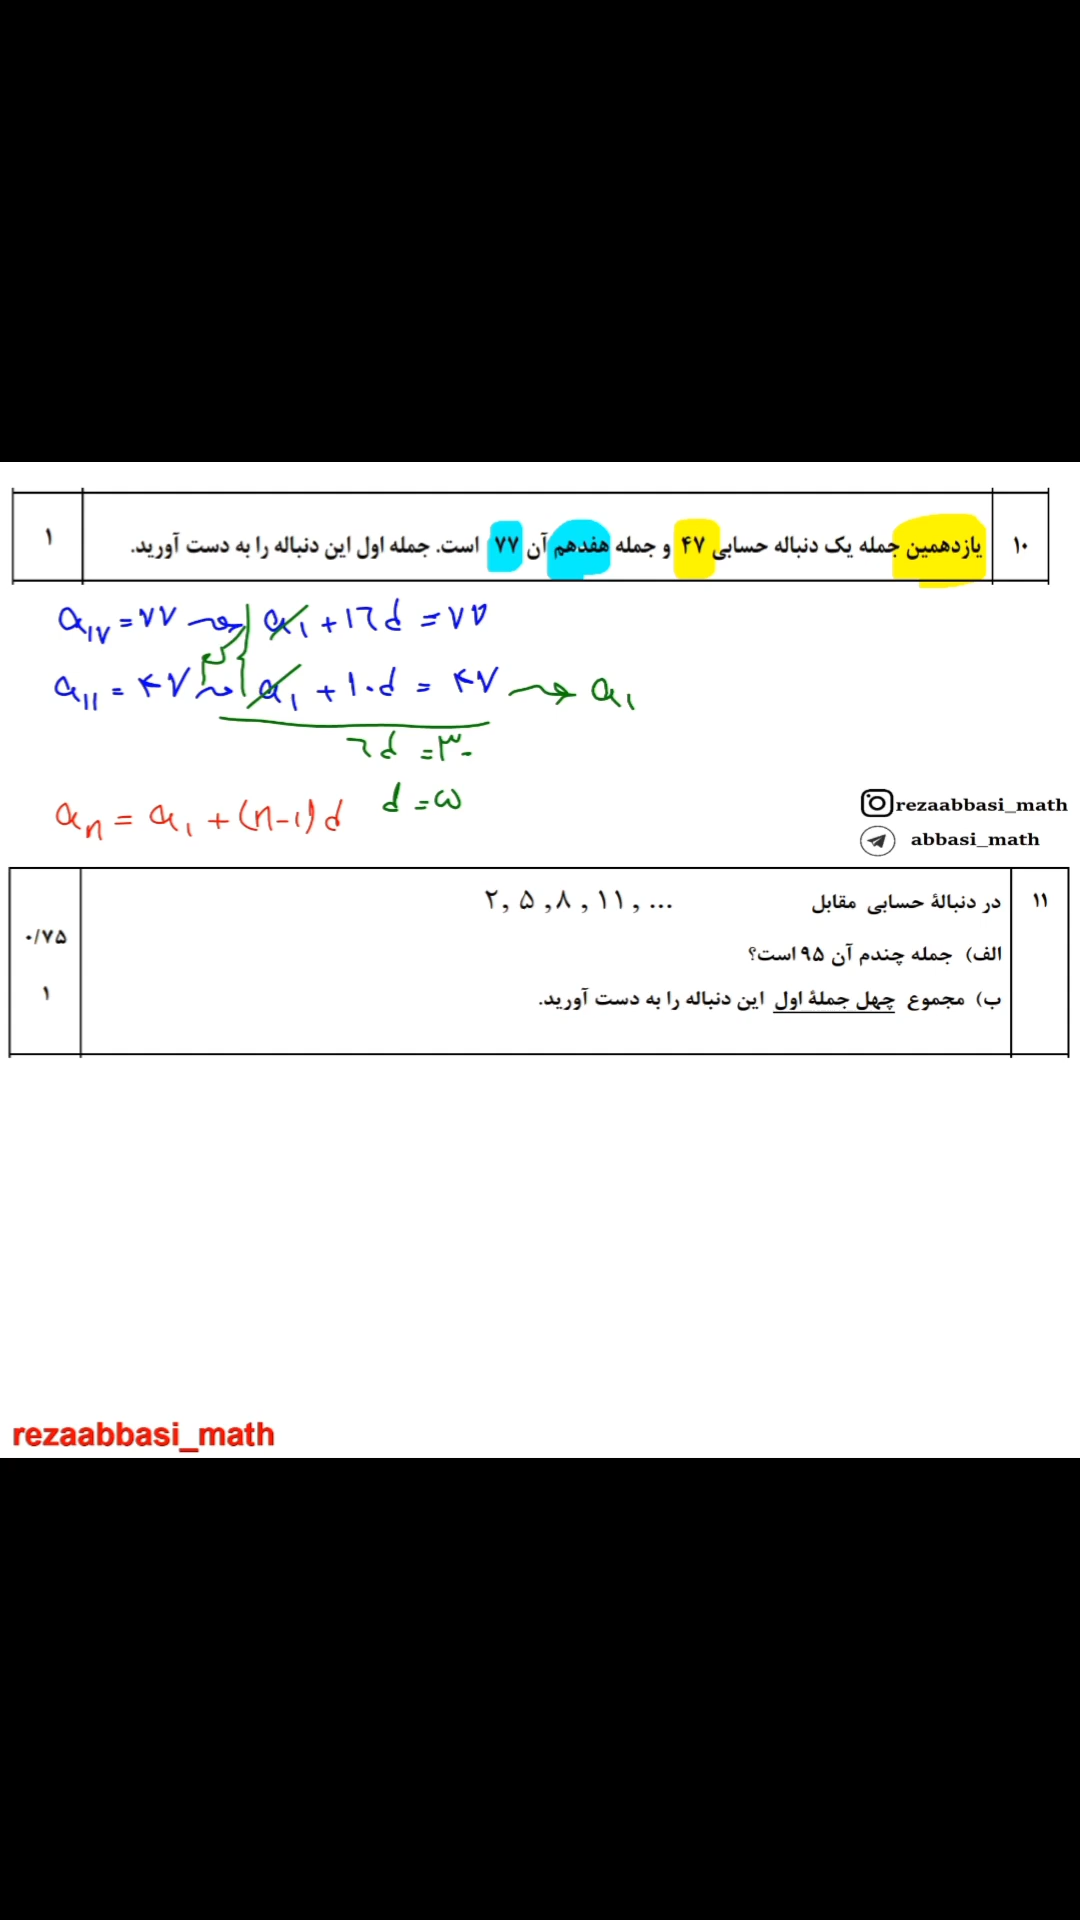 ۱۰ یازدهمین جمله یک دنباله حسابی ۴۷ و جمله هفدهم آن ۷۷ است. جمله اول این دنباله را به دست آورید. ۱
a₁₇ = ۷۷ ⇝ a₁ + ۱۶d = ۷۷
a₁₁ = ۴۷ ⇝ a₁ + ۱۰d = ۴۷ ⇝ a₁
۶d = ۳۰
d = ۵
aₙ = a₁ + (n-1)d
rezaabbasi_math
abbasi_math
۱۱ در دنبالۀ حسابی مقابل ۲, ۵ ,۸ , ۱۱ , ...
الف) جمله چندم آن ۹۵ است؟ ۰/۷۵
ب) مجموع چهل جملۀ اول این دنباله را به دست آورید. ۱
rezaabbasi_math